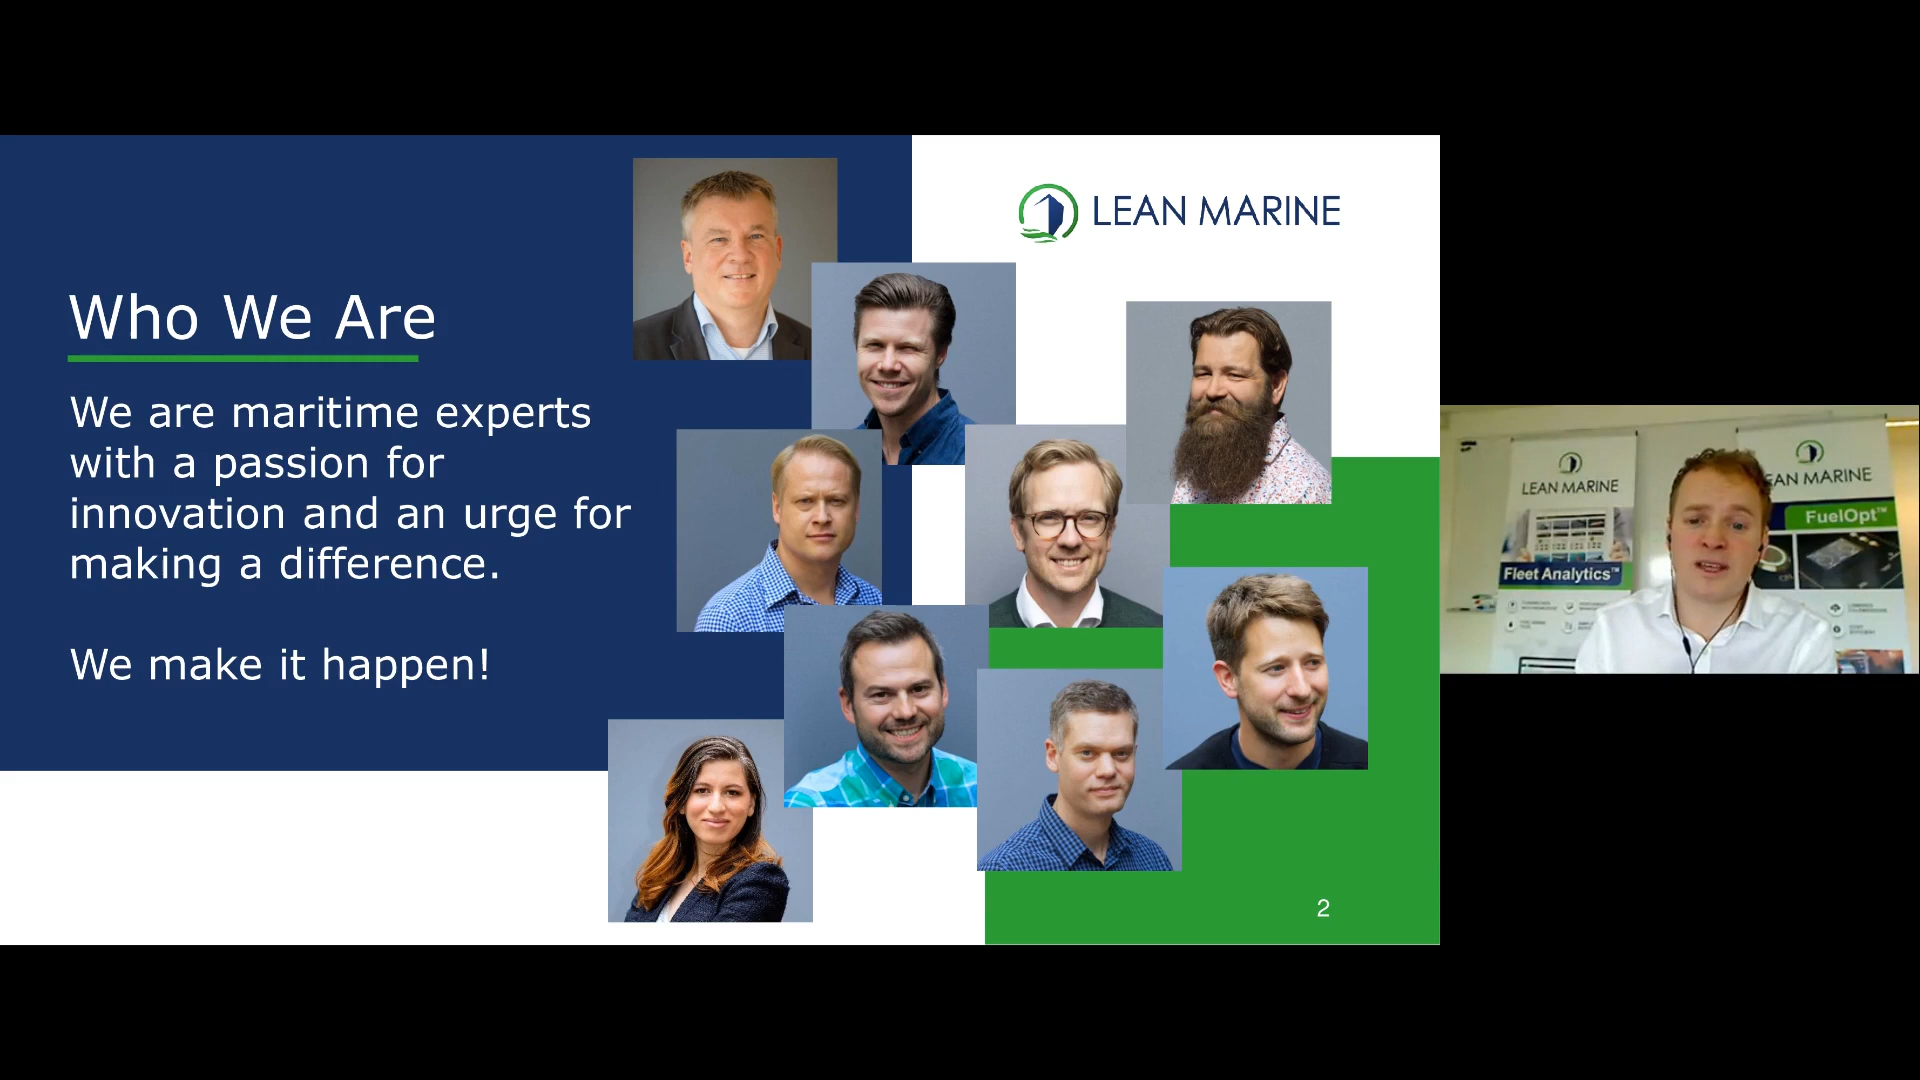 LEAN MARINE
Who We Are
We are maritime experts
with a passion for
innovation and an urge for
making a difference.
We make it happen!
2
LEAN MARINE
Fleet Analytics™
EAN MARINE
FuelOpt™